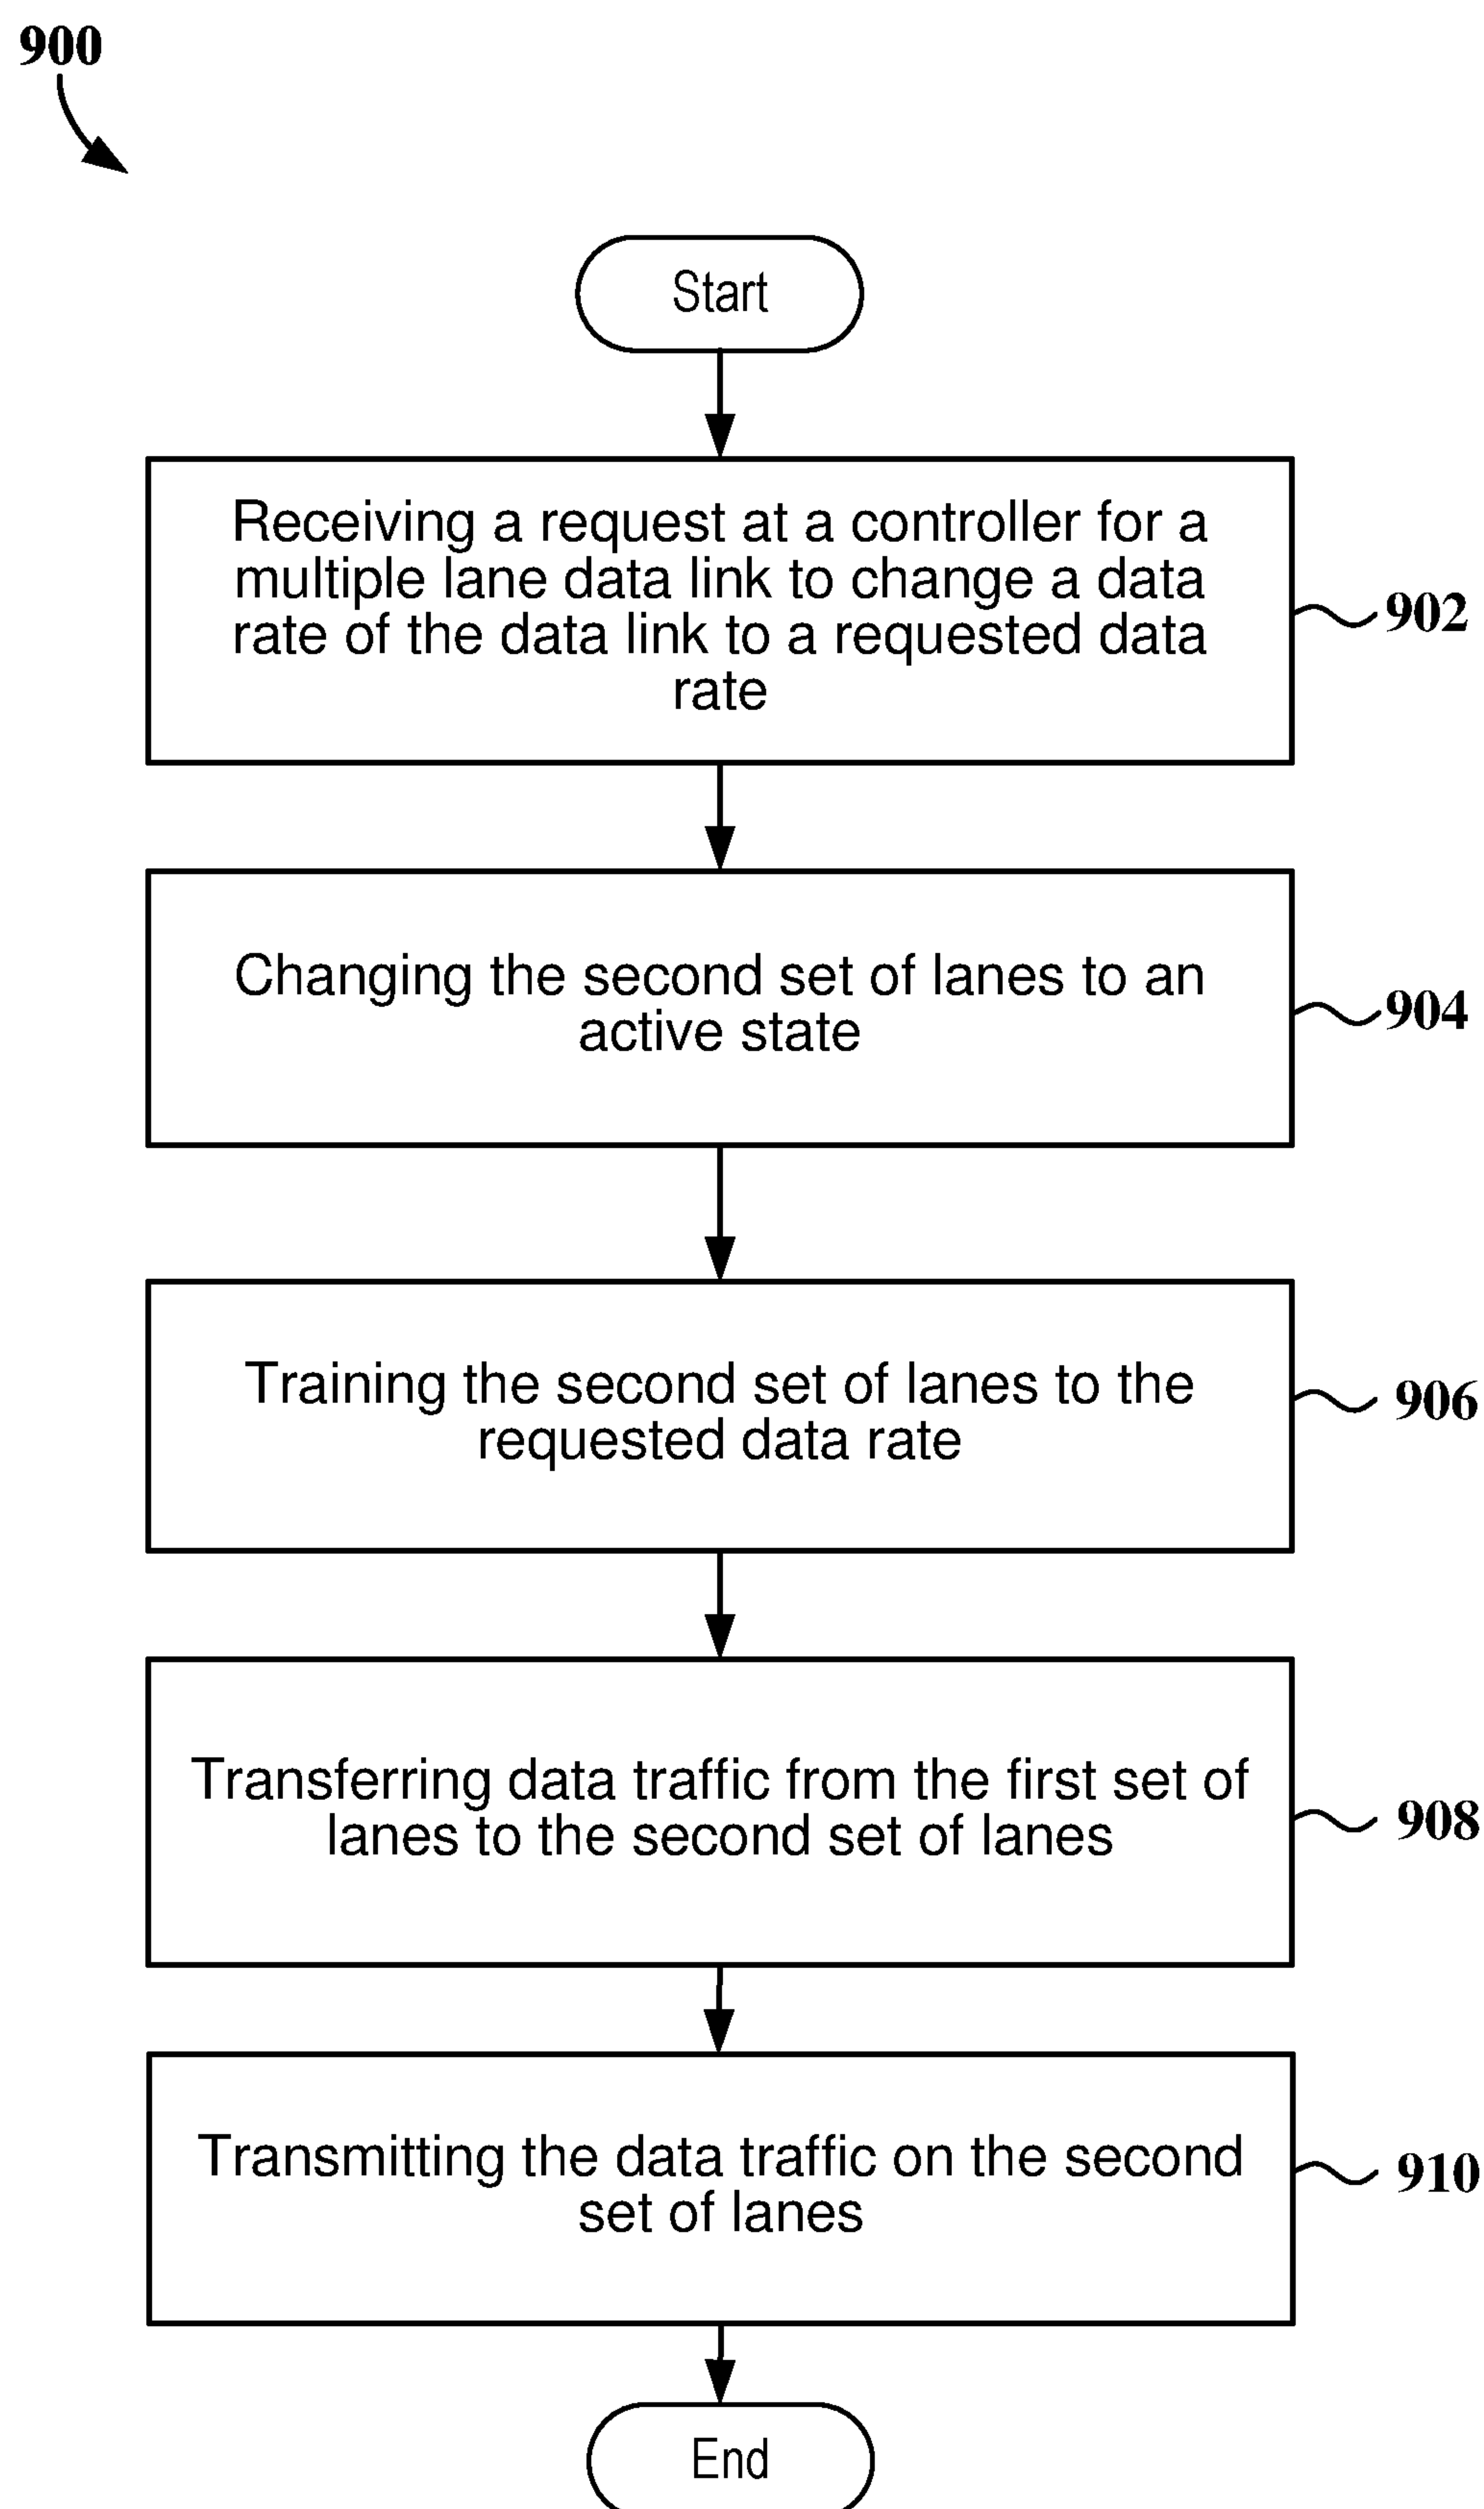 900
Start
Receiving a request at a controller for a
multiple lane data link to change a data
rate of the data link to a requested data
rate
902
Changing the second set of lanes to an
active state
904
Training the second set of lanes to the
requested data rate
906
Transferring data traffic from the first set of
lanes to the second set of lanes
908
Transmitting the data traffic on the second
set of lanes
910
End